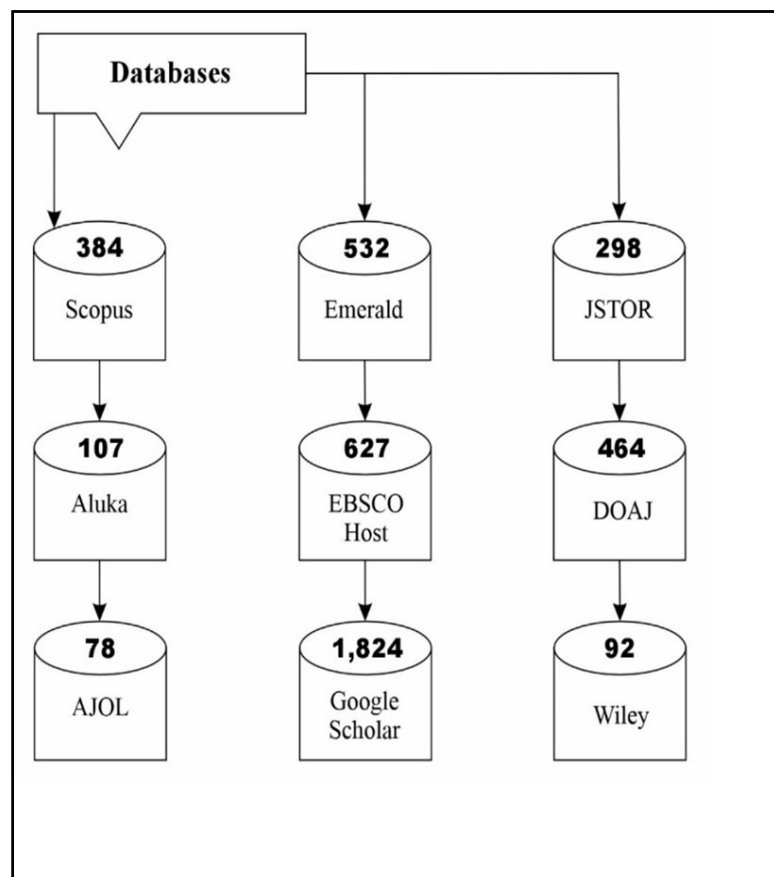 Databases
384
Scopus
532
Emerald
298
JSTOR
107
Aluka
627
EBSCO
Host
464
DOAJ
78
AJOL
1,824
Google
Scholar
92
Wiley